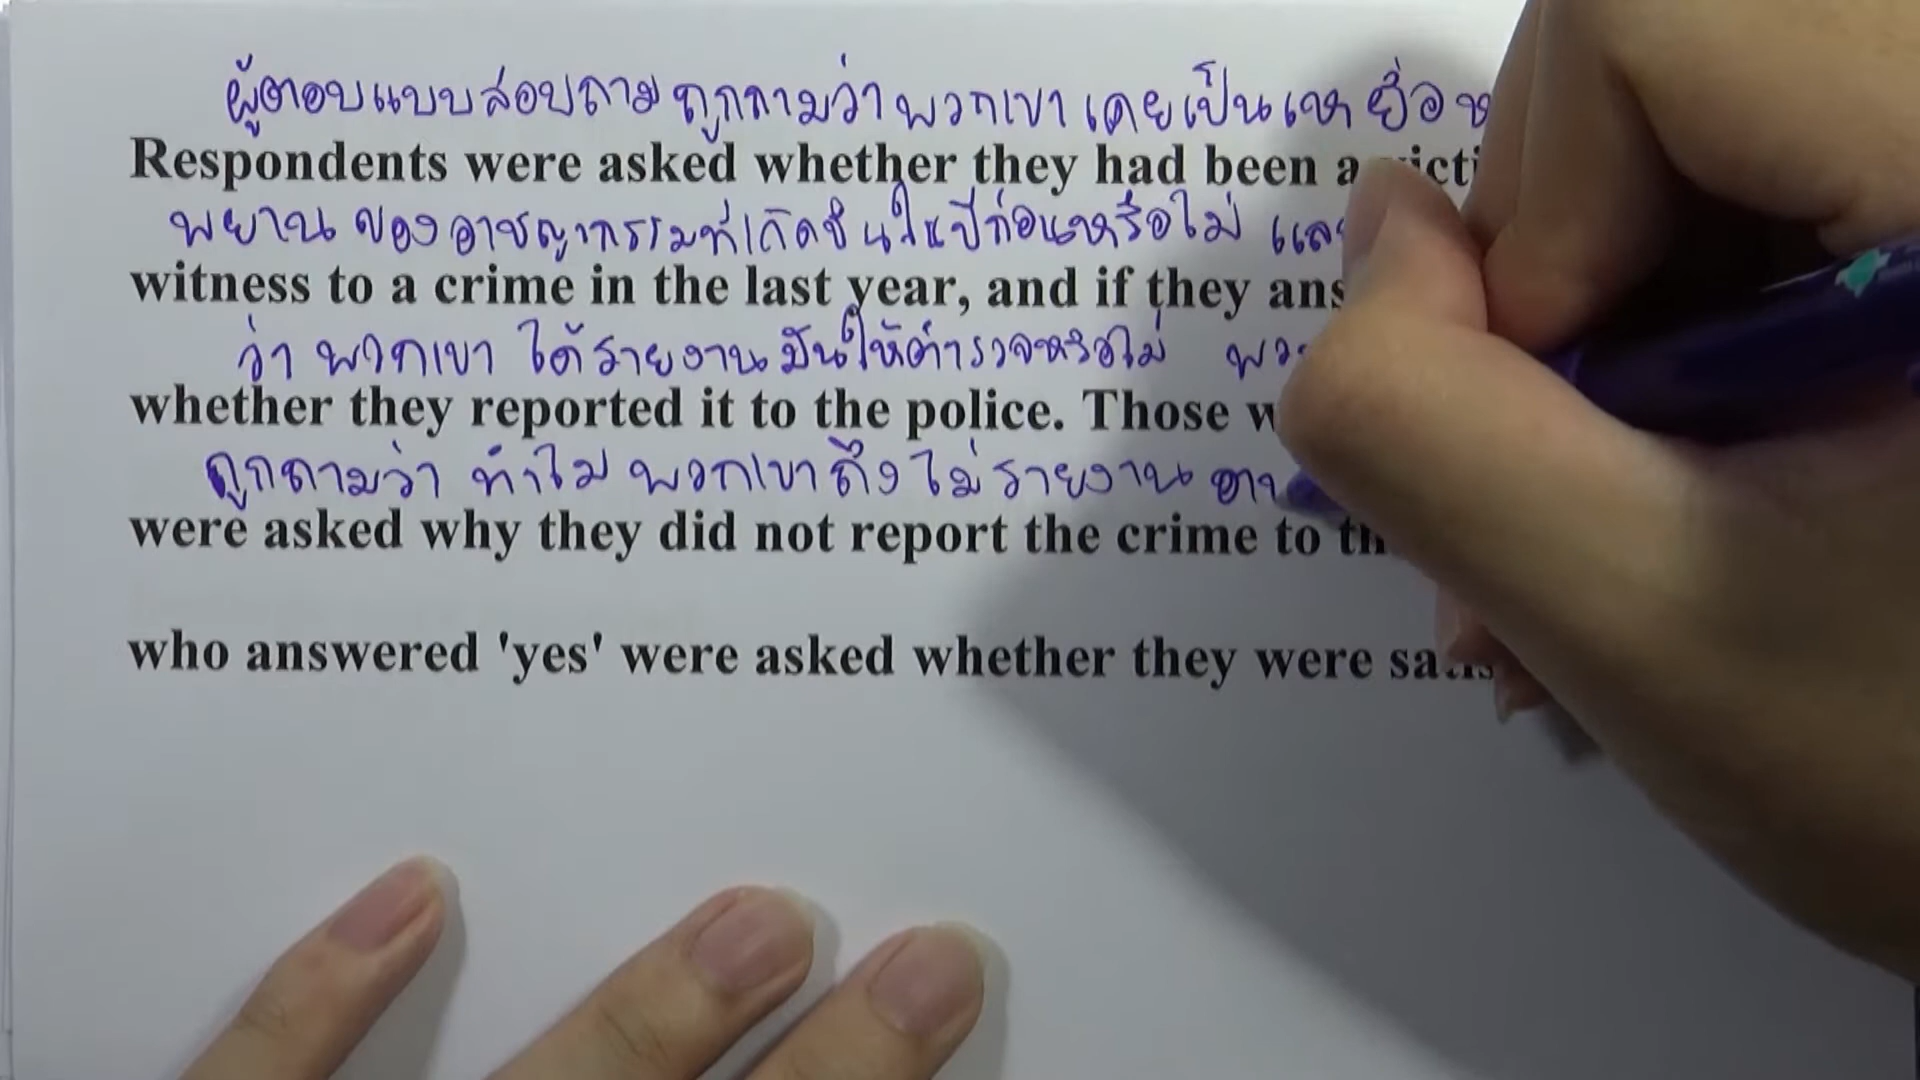 ผู้ตอบแบบสอบถาม ถูกถามว่า พวกเขา เคยเป็นเหยื่อ
Respondents were asked whether they had been a
พยาน ของ อาชญากรรมที่เกิดขึ้นในปีก่อนหรือไม่
witness to a crime in the last year, and if they
ว่า พวกเขา ได้รายงานมันให้ตำรวจหรือไม่
whether they reported it to the police. Those
ถูกถามว่า ทำไม พวกเขาถึงไม่รายงาน
were asked why they did not report the crime to
who answered 'yes' were asked whether they were